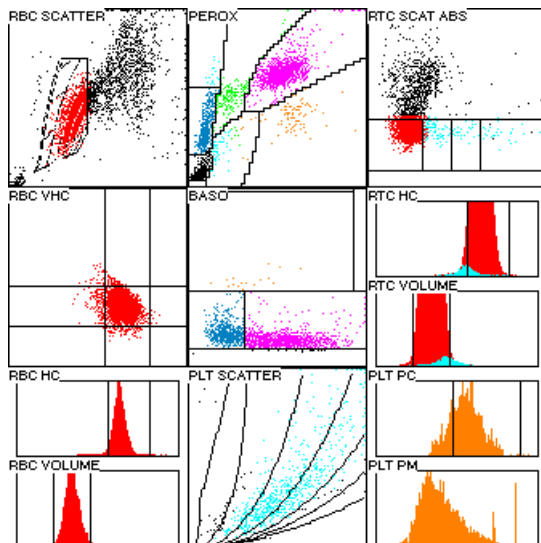 RBC SCATTER
PEROX
RTC SCAT ABS
RBC VHC
BASO
RTC HC
RTC VOLUME
RBC HC
PLT SCATTER
PLT PC
RBC VOLUME
PLT PM